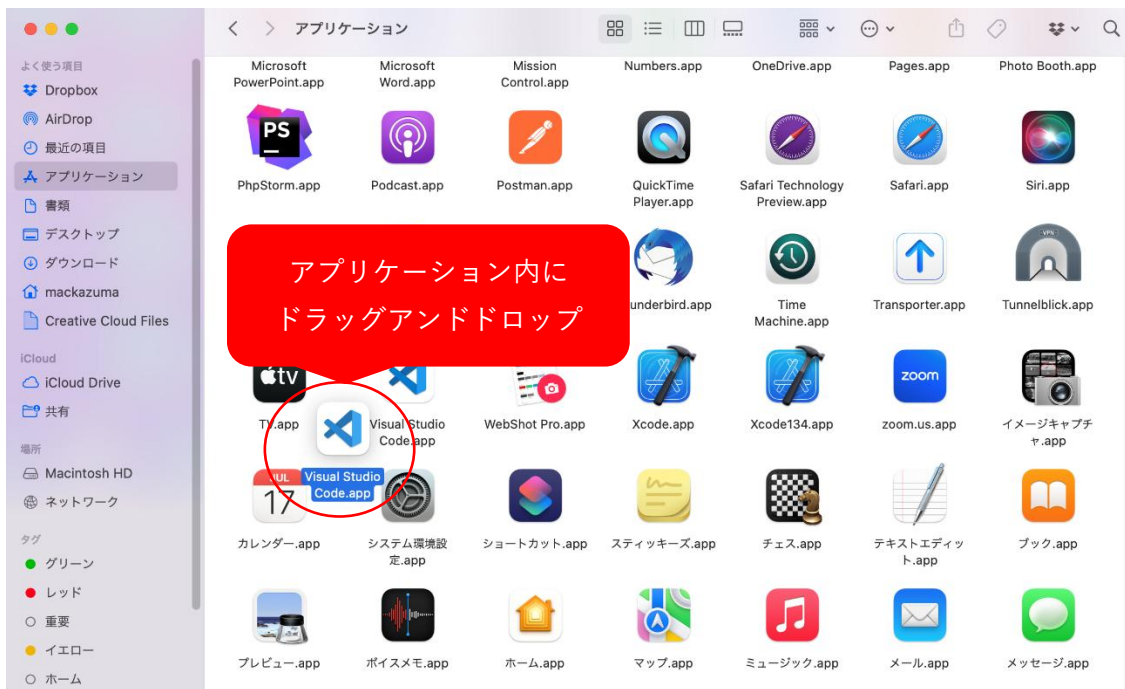 アプリケーション
よく使う項目
Dropbox
AirDrop
最近の項目
アプリケーション
書類
デスクトップ
ダウンロード
mackazuma
Creative Cloud Files
iCloud
iCloud Drive
共有
場所
Macintosh HD
ネットワーク
タグ
グリーン
レッド
重要
イエロー
ホーム
Microsoft
PowerPoint.app
Microsoft
Word.app
Mission
Control.app
Numbers.app
OneDrive.app
Pages.app
Photo Booth.app
PS
PhpStorm.app
Podcast.app
Postman.app
QuickTime
Player.app
Safari Technology
Preview.app
Safari.app
Siri.app
アプリケーション内に
ドラッグアンドドロップ
underbird.app
Time
Machine.app
VPN
Transporter.app
Tunnelblick.app
tv
zoom
TV.app
Visual Studio
Code.app
WebShot Pro.app
Xcode.app
Xcode134.app
zoom.us.app
イメージキャプチ
ャ.app
Visual Studio
Code.app
JUL
17
カレンダー.app
システム環境設
定.app
ショートカット.app
スティッキーズ.app
チェス.app
テキストエディッ
ト.app
ブック.app
プレビュー.app
ボイスメモ.app
ホーム.app
マップ.app
ミュージック.app
メール.app
メッセージ.app